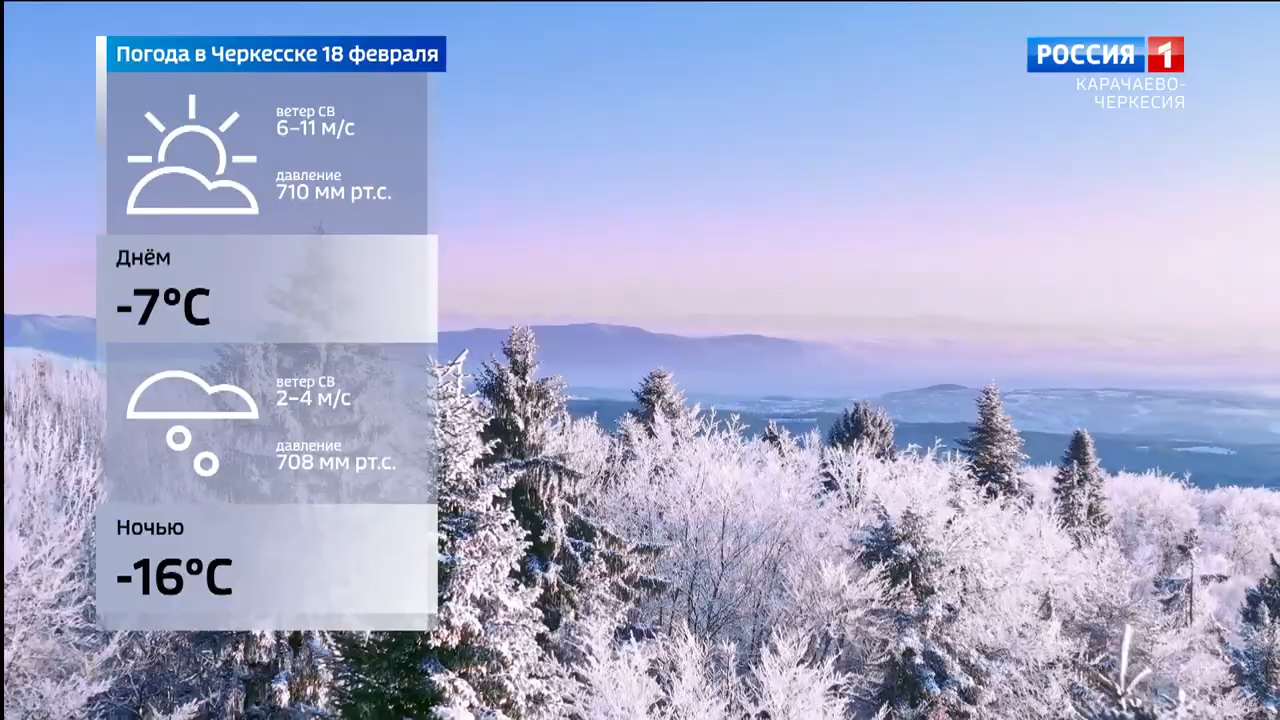 Погода в Черкесске 18 февраля
ветер СВ
6–11 м/с
давление
710 мм рт.с.
Днём
-7°C
ветер СВ
2–4 м/с
давление
708 мм рт.с.
Ночью
-16°C
РОССИЯ 1
КАРАЧАЕВО-
ЧЕРКЕСИЯ